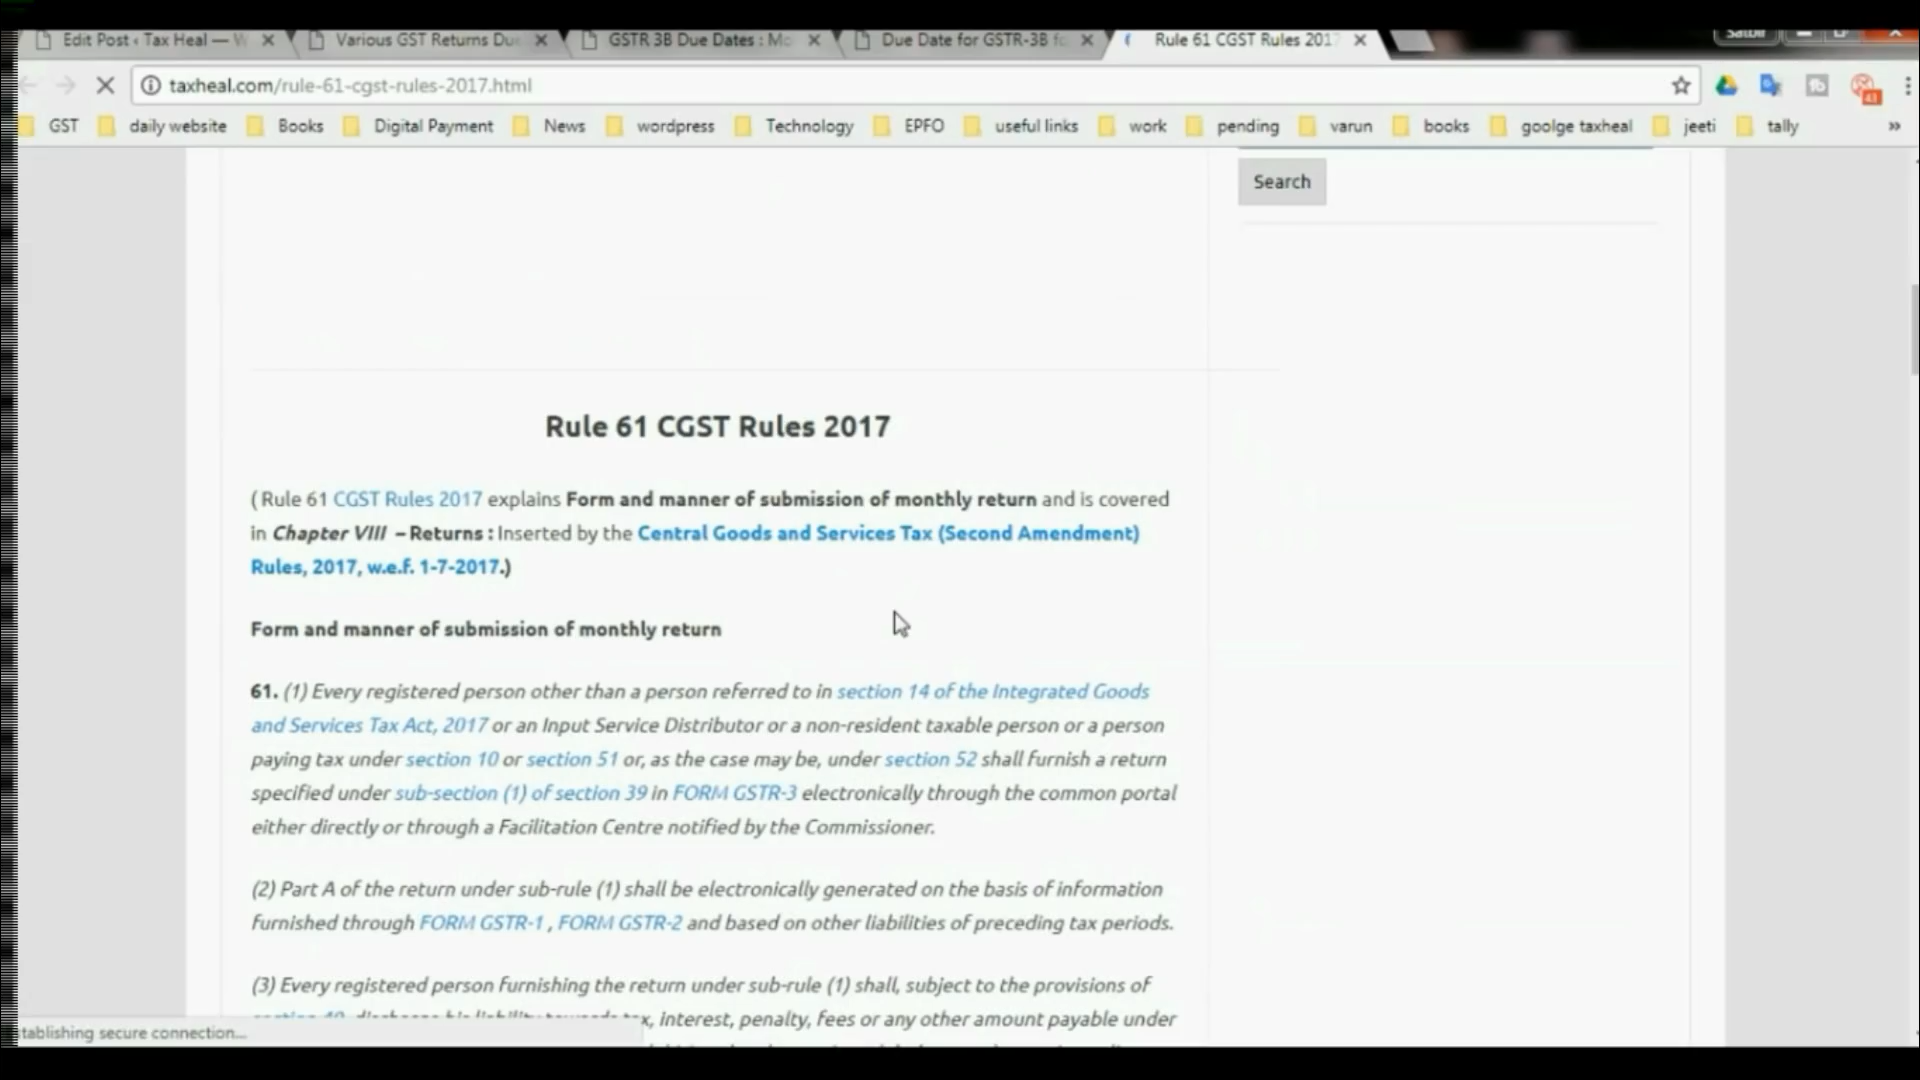 Edit Post ‹ Tax Heal — W
Various GST Returns Du
GSTR 3B Due Dates : Mo
Due Date for GSTR-3B fo
Rule 61 CGST Rules 2017
Satbir
taxheal.com/rule-61-cgst-rules-2017.html
43
GST daily website Books Digital Payment News wordpress Technology EPFO useful links work pending varun books goolge taxheal jeeti tally »
Search
Rule 61 CGST Rules 2017
( Rule 61 CGST Rules 2017 explains Form and manner of submission of monthly return and is covered
in Chapter VIII – Returns : Inserted by the Central Goods and Services Tax (Second Amendment)
Rules, 2017, w.e.f. 1-7-2017.)
Form and manner of submission of monthly return
61. (1) Every registered person other than a person referred to in section 14 of the Integrated Goods
and Services Tax Act, 2017 or an Input Service Distributor or a non-resident taxable person or a person
paying tax under section 10 or section 51 or, as the case may be, under section 52 shall furnish a return
specified under sub-section (1) of section 39 in FORM GSTR-3 electronically through the common portal
either directly or through a Facilitation Centre notified by the Commissioner.
(2) Part A of the return under sub-rule (1) shall be electronically generated on the basis of information
furnished through FORM GSTR-1 , FORM GSTR-2 and based on other liabilities of preceding tax periods.
(3) Every registered person furnishing the return under sub-rule (1) shall, subject to the provisions of
interest, penalty, fees or any other amount payable under
stablishing secure connection...